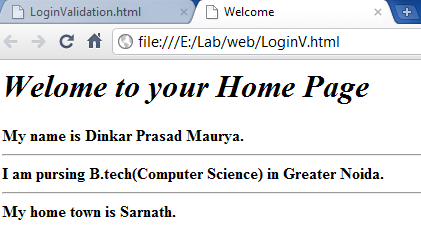 LoginValidation.html
Welcome
file:///E:/Lab/web/LoginV.html
Welome to your Home Page
My name is Dinkar Prasad Maurya.
I am pursing B.tech(Computer Science) in Greater Noida.
My home town is Sarnath.